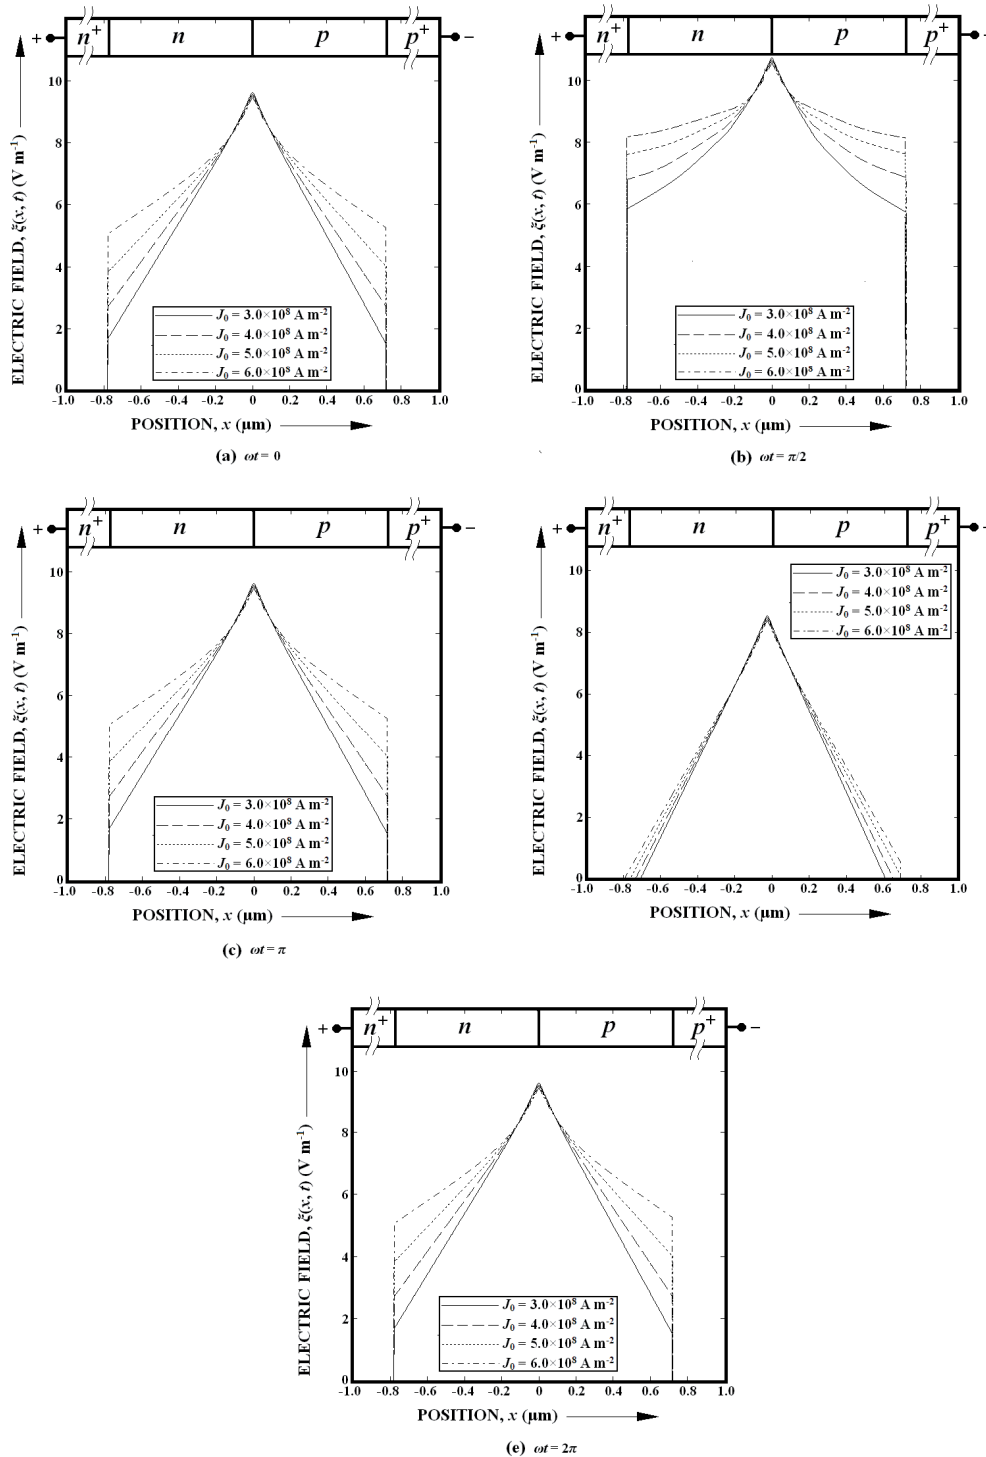 + n+ n p p+ −
10
8
6
4
2
0
-1.0 -0.8 -0.6 -0.4 -0.2 0 0.2 0.4 0.6 0.8 1.0
ELECTRIC FIELD, ξ(x, t) (V m-1)
J0 = 3.0×108 A m-2
J0 = 4.0×108 A m-2
J0 = 5.0×108 A m-2
J0 = 6.0×108 A m-2
POSITION, x (µm)
(a) ωt = 0
+ n+ n p p+ −
10
8
6
4
2
0
-1.0 -0.8 -0.6 -0.4 -0.2 0 0.2 0.4 0.6 0.8 1.0
ELECTRIC FIELD, ξ(x, t) (V m-1)
J0 = 3.0×108 A m-2
J0 = 4.0×108 A m-2
J0 = 5.0×108 A m-2
J0 = 6.0×108 A m-2
POSITION, x (µm)
(b) ωt = π/2
+ n+ n p p+ −
10
8
6
4
2
0
-1.0 -0.8 -0.6 -0.4 -0.2 0 0.2 0.4 0.6 0.8 1.0
ELECTRIC FIELD, ξ(x, t) (V m-1)
J0 = 3.0×108 A m-2
J0 = 4.0×108 A m-2
J0 = 5.0×108 A m-2
J0 = 6.0×108 A m-2
POSITION, x (µm)
(c) ωt = π
+ n+ n p p+ −
10
8
6
4
2
0
-1.0 -0.8 -0.6 -0.4 -0.2 0 0.2 0.4 0.6 0.8 1.0
ELECTRIC FIELD, ξ(x, t) (V m-1)
J0 = 3.0×108 A m-2
J0 = 4.0×108 A m-2
J0 = 5.0×108 A m-2
J0 = 6.0×108 A m-2
POSITION, x (µm)
+ n+ n p p+ −
10
8
6
4
2
0
-1.0 -0.8 -0.6 -0.4 -0.2 0 0.2 0.4 0.6 0.8 1.0
ELECTRIC FIELD, ξ(x, t) (V m-1)
J0 = 3.0×108 A m-2
J0 = 4.0×108 A m-2
J0 = 5.0×108 A m-2
J0 = 6.0×108 A m-2
POSITION, x (µm)
(e) ωt = 2π